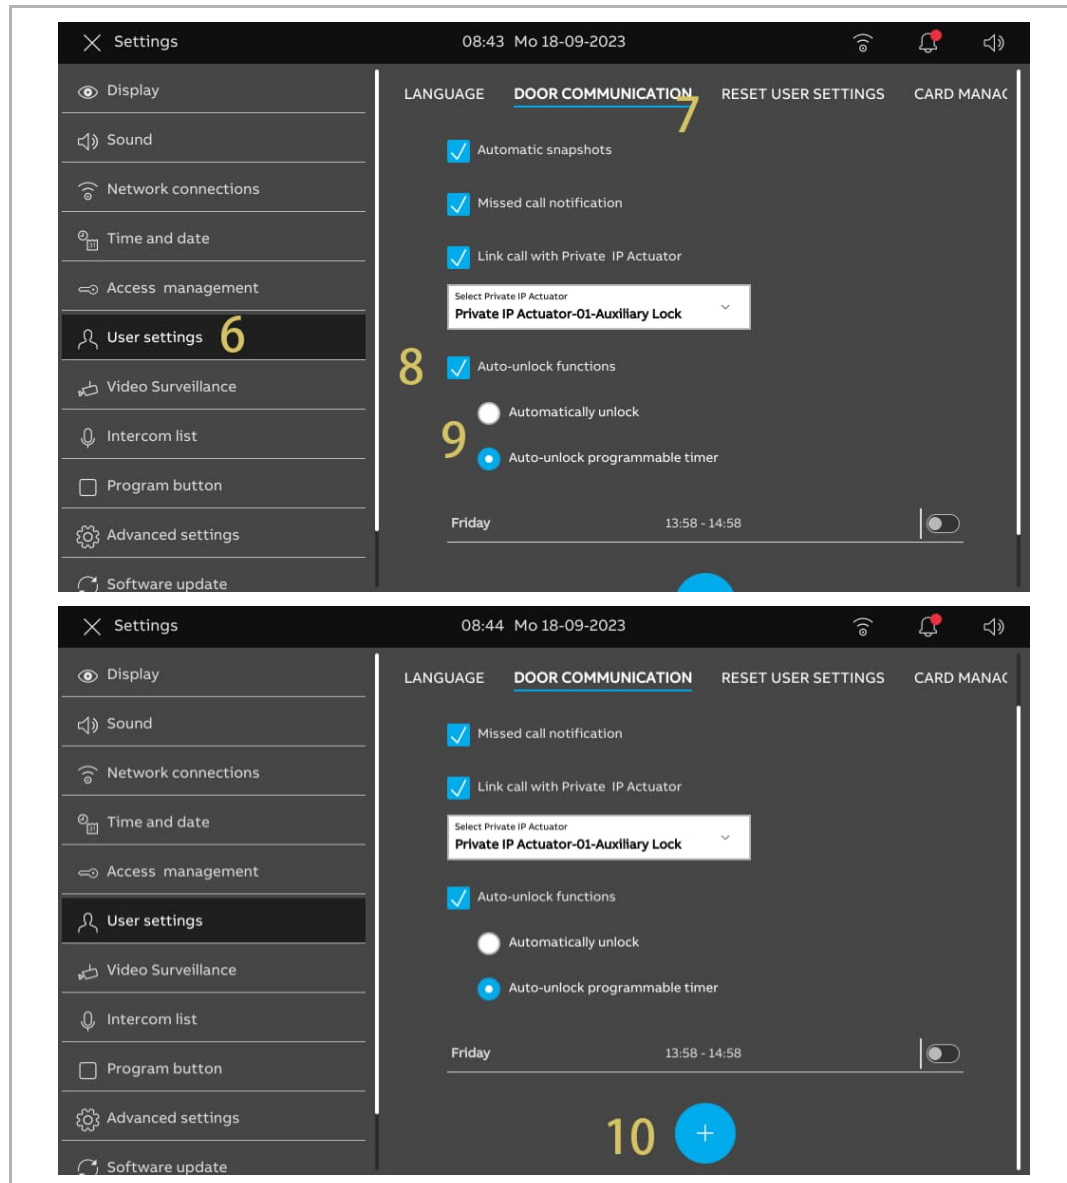 Settings 08:43 Mo 18-09-2023
Display
Sound
Network connections
Time and date
Access management
User settings 6
Video Surveillance
Intercom list
Program button
Advanced settings
Software update
LANGUAGE DOOR COMMUNICATION RESET USER SETTINGS CARD MANAG
7
Automatic snapshots
Missed call notification
Link call with Private IP Actuator
Select Private IP Actuator
Private IP Actuator-01-Auxiliary Lock
8 Auto-unlock functions
Automatically unlock
9 Auto-unlock programmable timer
Friday 13:58 - 14:58
Settings 08:44 Mo 18-09-2023
Display
Sound
Network connections
Time and date
Access management
User settings
Video Surveillance
Intercom list
Program button
Advanced settings
Software update
LANGUAGE DOOR COMMUNICATION RESET USER SETTINGS CARD MANAG
Missed call notification
Link call with Private IP Actuator
Select Private IP Actuator
Private IP Actuator-01-Auxiliary Lock
Auto-unlock functions
Automatically unlock
Auto-unlock programmable timer
Friday 13:58 - 14:58
10 +